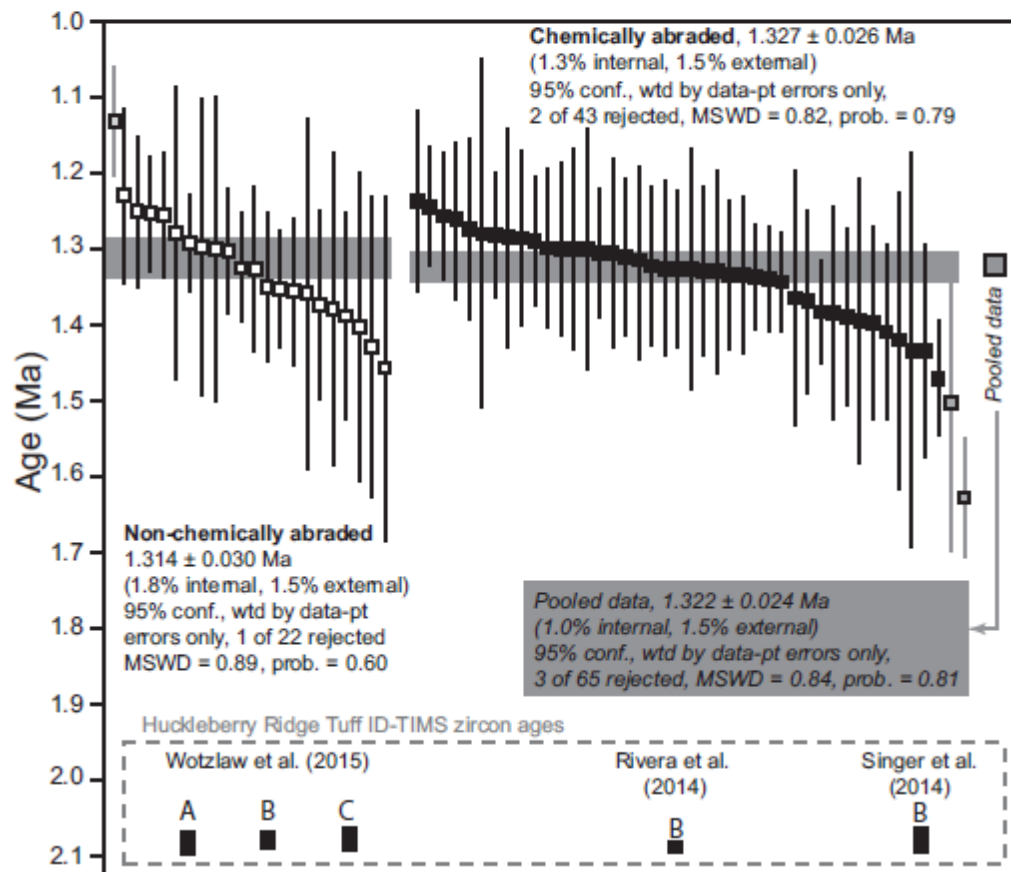 1.0
Chemically abraded, 1.327 ± 0.026 Ma
(1.3% internal, 1.5% external)
95% conf., wtd by data-pt errors only,
2 of 43 rejected, MSWD = 0.82, prob. = 0.79
1.1
1.2
1.3
1.4
1.5
1.6
1.7
1.8
1.9
2.0
2.1
Age (Ma)
Pooled data
Non-chemically abraded
1.314 ± 0.030 Ma
(1.8% internal, 1.5% external)
95% conf., wtd by data-pt
errors only, 1 of 22 rejected
MSWD = 0.89, prob. = 0.60
Pooled data, 1.322 ± 0.024 Ma
(1.0% internal, 1.5% external)
95% conf., wtd by data-pt errors only,
3 of 65 rejected, MSWD = 0.84, prob. = 0.81
Huckleberry Ridge Tuff ID-TIMS zircon ages
Wotzlaw et al. (2015)
A
B
C
Rivera et al.
(2014)
B
Singer et al.
(2014)
B